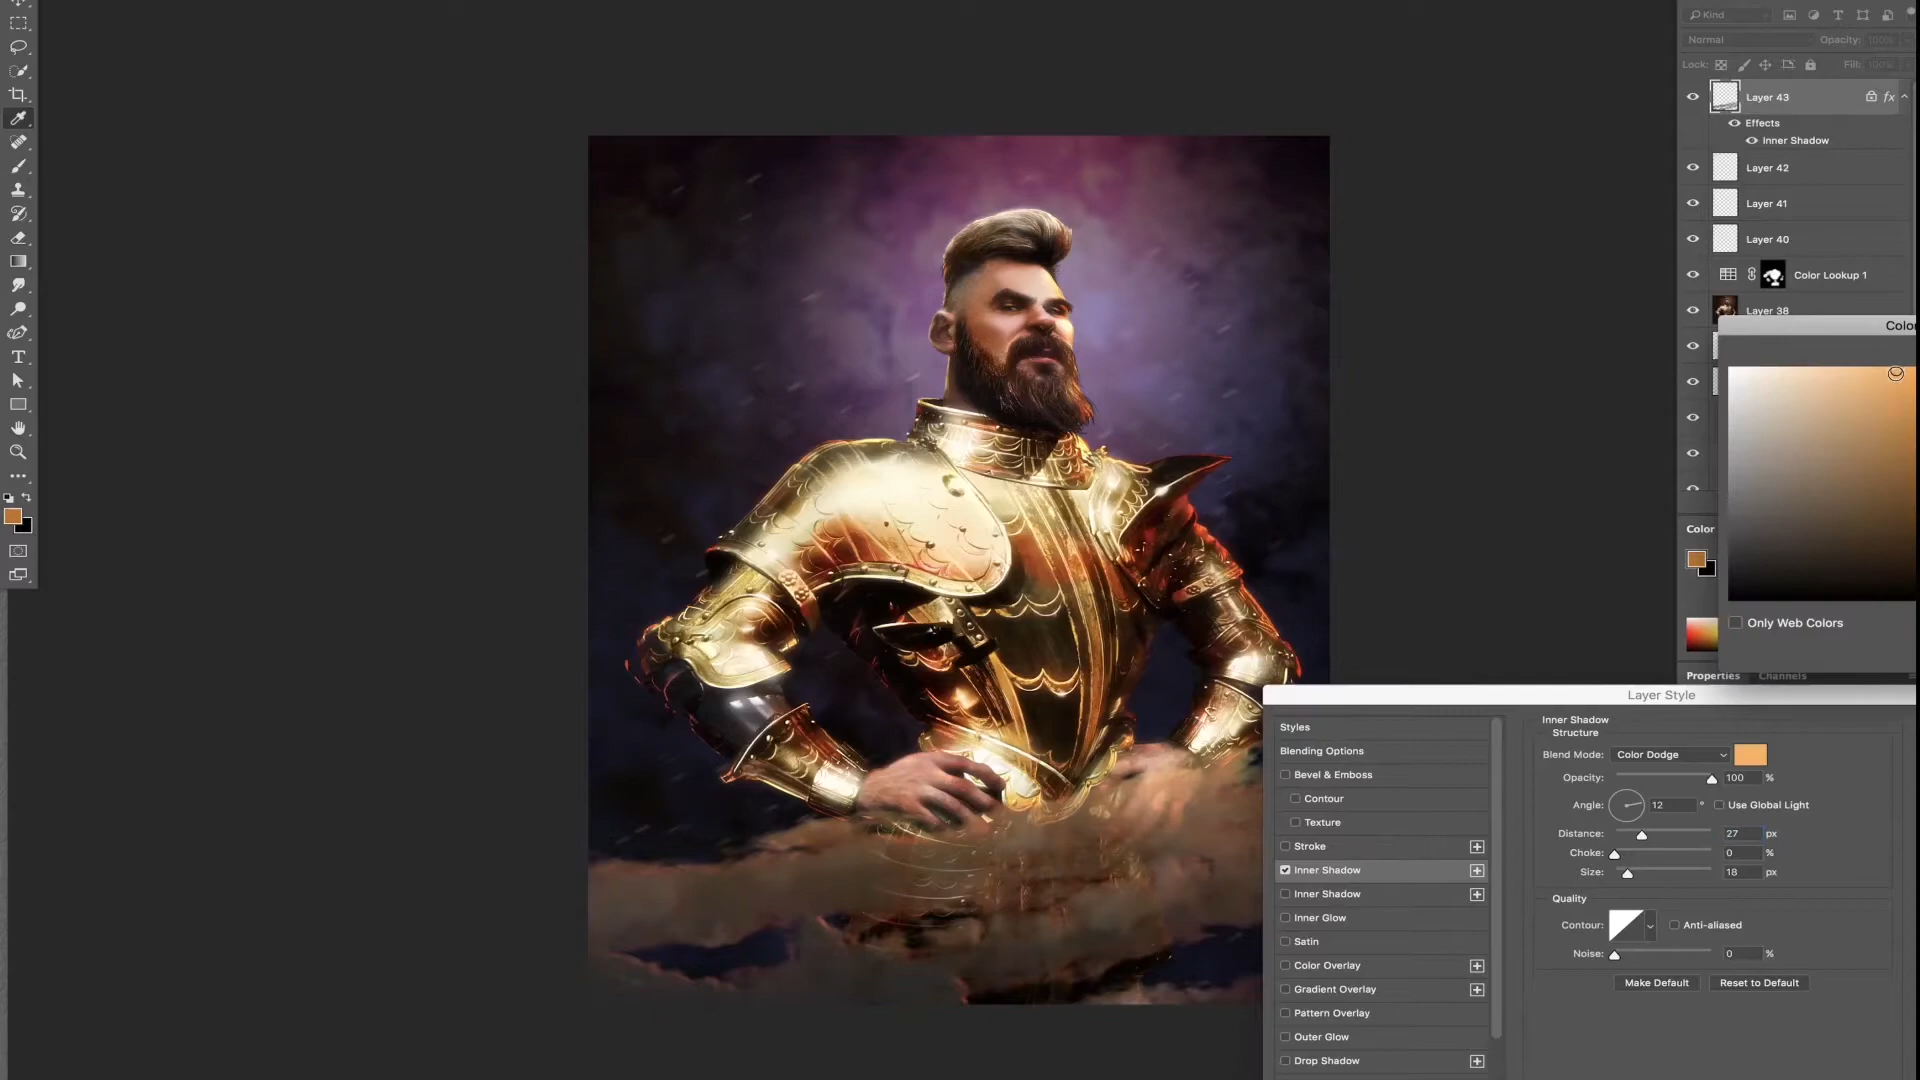 Kind
Normal Opacity: 100%
Lock: Fill: 100%
Layer 43 fx
Effects
Inner Shadow
Layer 42
Layer 41
Layer 40
Color Lookup 1
Layer 38
Colo
Color
Only Web Colors
Properties Channels
Layer Style
Styles
Blending Options
Bevel & Emboss
Contour
Texture
Stroke
Inner Shadow
Inner Shadow
Inner Glow
Satin
Color Overlay
Gradient Overlay
Pattern Overlay
Outer Glow
Drop Shadow
Inner Shadow
Structure
Blend Mode: Color Dodge
Opacity: 100 %
Angle: 12 ° Use Global Light
Distance: 27 px
Choke: 0 %
Size: 18 px
Quality
Contour: Anti-aliased
Noise: 0 %
Make Default Reset to Default